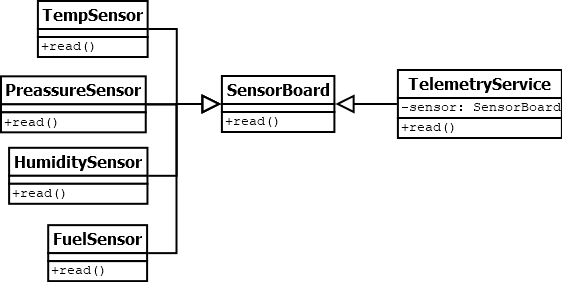 TempSensor
+read()
PreassureSensor
+read()
HumiditySensor
+read()
FuelSensor
+read()
SensorBoard
+read()
TelemetryService
-sensor: SensorBoard
+read()